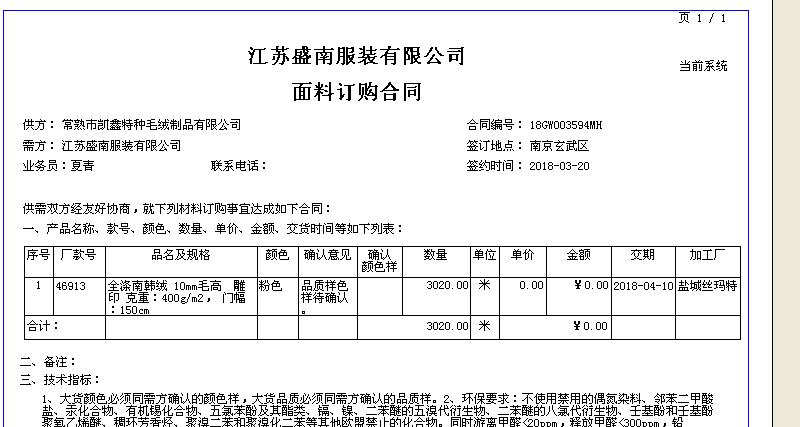 页 1 / 1
江苏盛南服装有限公司
当前系统
面料订购合同
供方： 常熟市凯鑫特种毛绒制品有限公司 合同编号： 18GW003594MH
需方： 江苏盛南服装有限公司 签订地点： 南京玄武区
业务员：夏青 联系电话： 签约时间： 2018-03-20
供需双方经友好协商，就下列材料订购事宜达成如下合同：
一、产品名称、款号、颜色、数量、单价、金额、交货时间等如下列表：
序号 厂款号 品名及规格 颜色 确认意见 确认颜色样 数量 单位 单价 金额 交期 加工厂
1 46913 全涤南韩绒 10mm毛高 雕印 克重：400g/m2， 门幅：150cm 粉色 品质样色样待确认。 3020.00 米 0.00 ￥0.00 2018-04-10 盐城丝玛特
合计： 3020.00 米 ￥0.00
二、备注：
三、技术指标：
1、大货颜色必须同需方确认的颜色样，大货品质必须同需方确认的品质样。2、环保要求：不使用禁用的偶氮染料、邻苯二甲酸
盐、汞化合物、有机锡化合物、五氯苯酚及其酯类、镉、镍、二苯醚的五溴代衍生物、二苯醚的八氯代衍生物、壬基酚和壬基酚
聚氧乙烯醚、稠环芳香烃、聚溴二苯和聚溴化二苯等其他欧盟禁止的化合物。同时游离甲醛<20ppm，释放甲醛<300ppm，铅